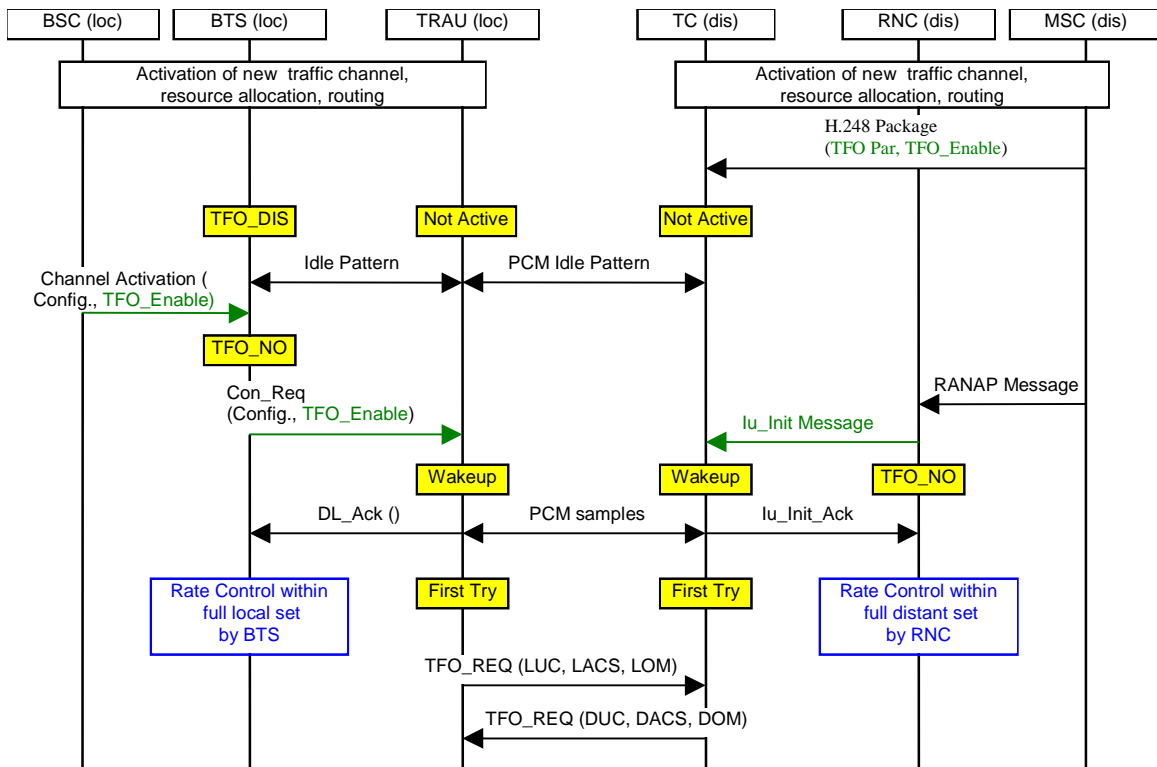 BSC (loc)
BTS (loc)
TRAU (loc)
TC (dis)
RNC (dis)
MSC (dis)
Activation of new  traffic channel,
resource allocation, routing
Activation of new  traffic channel,
resource allocation, routing
H.248 Package
(TFO Par, TFO_Enable)
TFO_DIS
Not Active
Not Active
Idle Pattern
PCM Idle Pattern
Channel Activation (
Config., TFO_Enable)
TFO_NO
Con_Req
(Config., TFO_Enable)
RANAP Message
Iu_Init Message
Wakeup
Wakeup
TFO_NO
DL_Ack ()
PCM samples
Iu_Init_Ack
Rate Control within
full local set
by BTS
First Try
First Try
Rate Control within
full distant set
by RNC
TFO_REQ (LUC, LACS, LOM)
TFO_REQ (DUC, DACS, DOM)